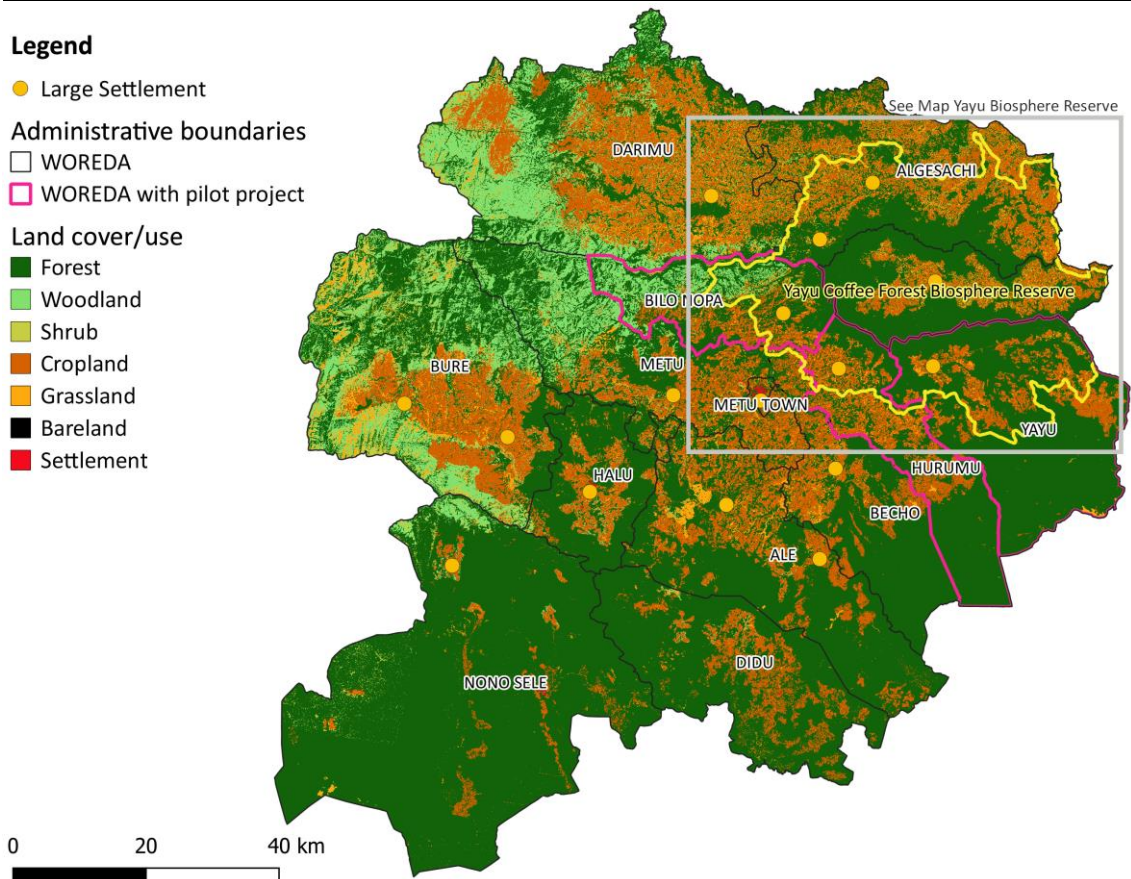 Legend
Large Settlement
Administrative boundaries
WOREDA
WOREDA with pilot project
Land cover/use
Forest
Woodland
Shrub
Cropland
Grassland
Bareland
Settlement
See Map Yayu Biosphere Reserve
DARIMU
ALGESACHI
BILO NOPA
Yayu Coffee Forest Biosphere Reserve
BURE
METU
METU TOWN
YAYU
HALU
HURUMU
BECHO
ALE
DIDU
NONO SELE
0 20 40 km